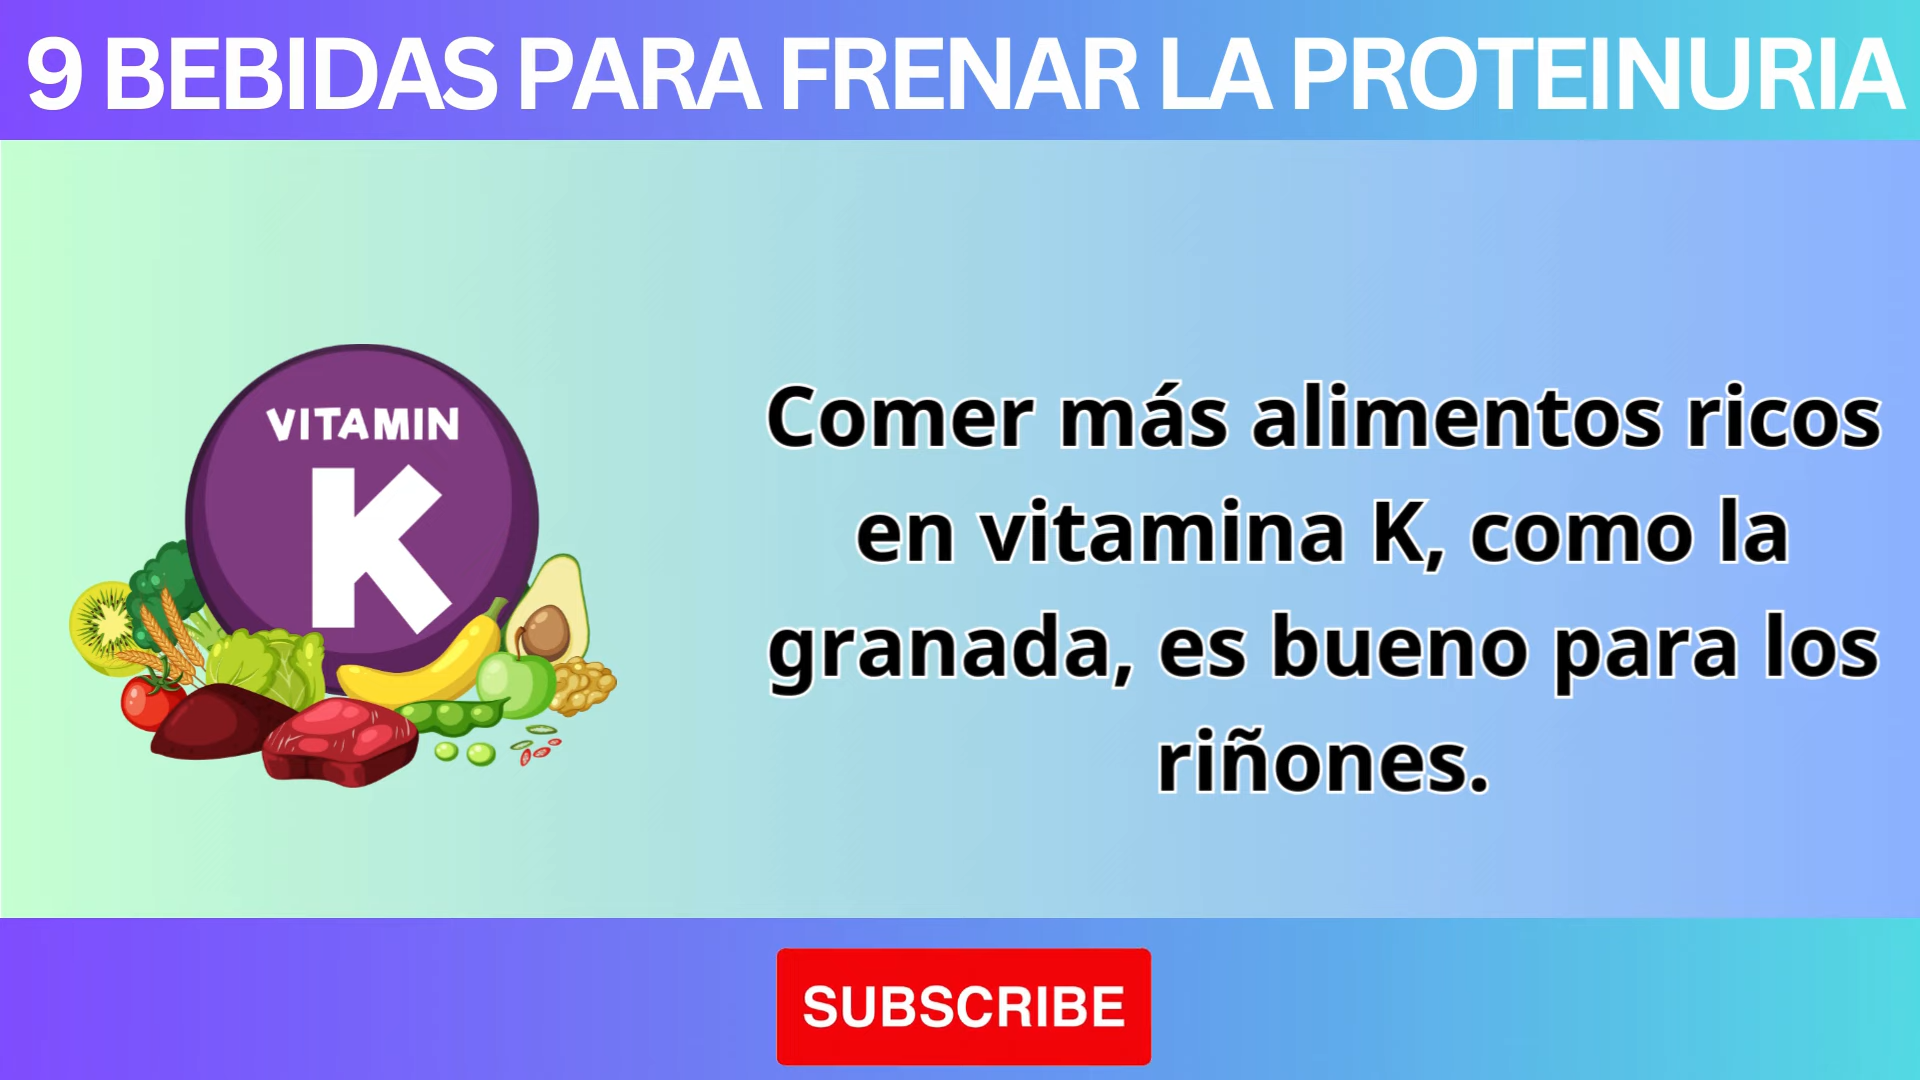 9 BEBIDAS PARA FRENAR LA PROTEINURIA
VITAMIN
K
Comer más alimentos ricos
en vitamina K, como la
granada, es bueno para los
riñones.
SUBSCRIBE